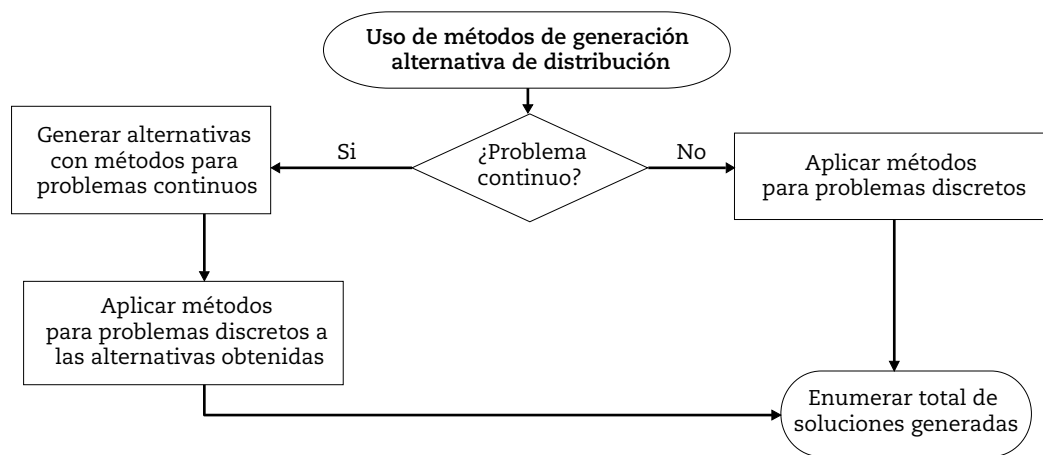 Uso de métodos de generación
alternativa de distribución
Generar alternativas
con métodos para
problemas continuos
Si
¿Problema
continuo?
No
Aplicar métodos
para problemas discretos
Aplicar métodos
para problemas discretos a
las alternativas obtenidas
Enumerar total de
soluciones generadas